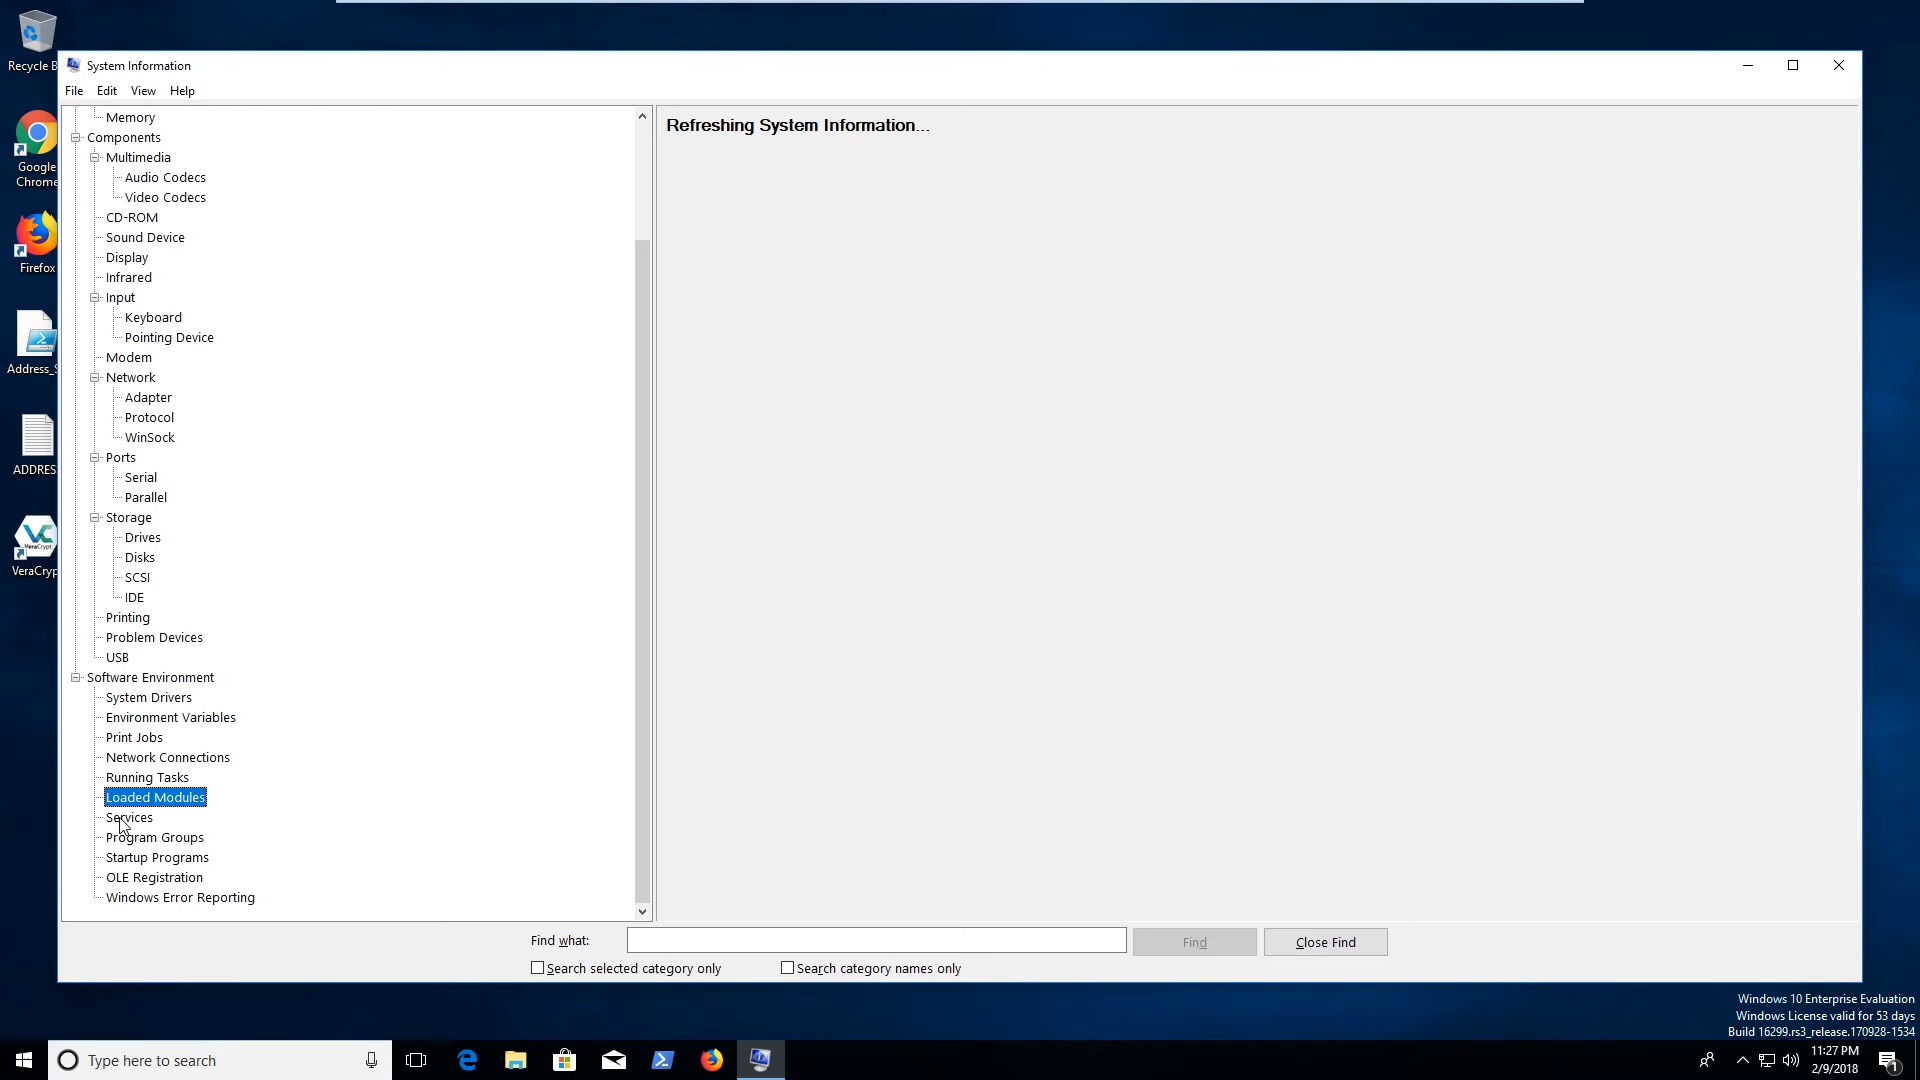 Recycle B
Google
Chrome
Firefox
Address_S
ADDRES
VeraCrypt
VeraCryp
System Information
File Edit View Help
Memory
Components
Multimedia
Audio Codecs
Video Codecs
CD-ROM
Sound Device
Display
Infrared
Input
Keyboard
Pointing Device
Modem
Network
Adapter
Protocol
WinSock
Ports
Serial
Parallel
Storage
Drives
Disks
SCSI
IDE
Printing
Problem Devices
USB
Software Environment
System Drivers
Environment Variables
Print Jobs
Network Connections
Running Tasks
Loaded Modules
Services
Program Groups
Startup Programs
OLE Registration
Windows Error Reporting
Refreshing System Information...
Find what: Find Close Find
Search selected category only Search category names only
Windows 10 Enterprise Evaluation
Windows License valid for 53 days
Build 16299.rs3_release.170928-1534
Type here to search
11:27 PM
2/9/2018
1